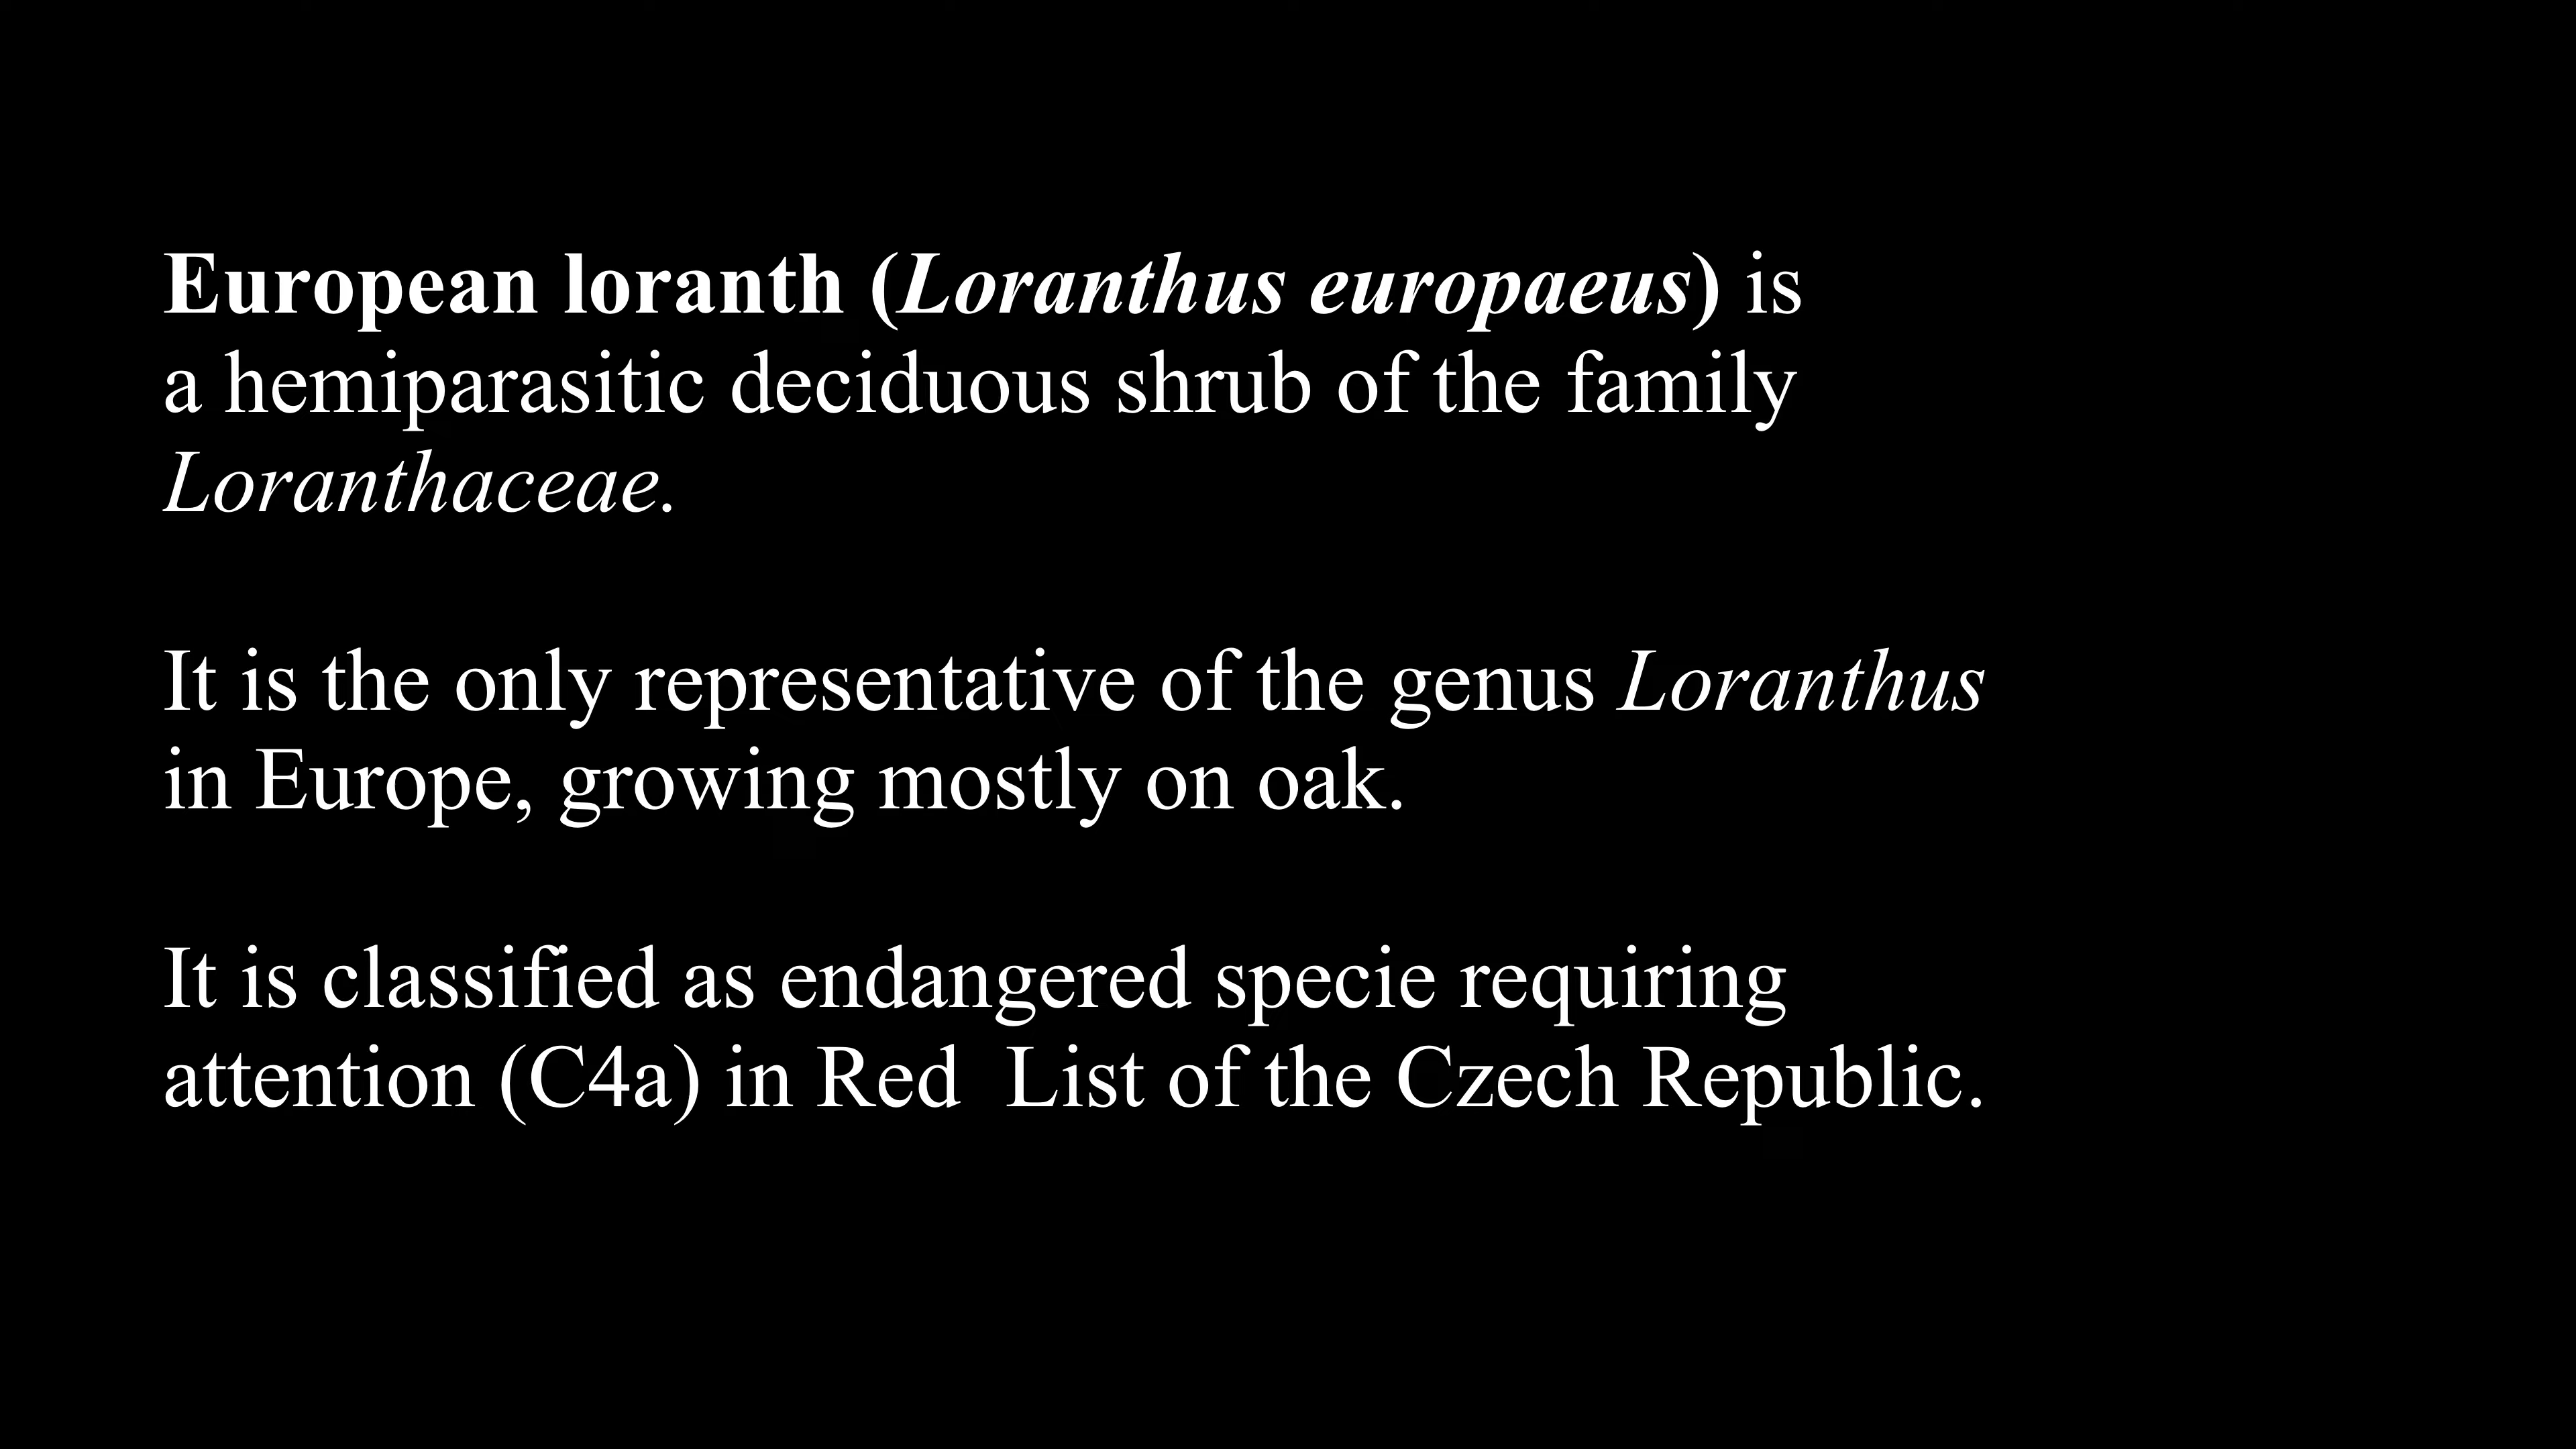 European loranth (Loranthus europaeus) is
a hemiparasitic deciduous shrub of the family
Loranthaceae.
It is the only representative of the genus Loranthus
in Europe, growing mostly on oak.
It is classified as endangered specie requiring
attention (C4a) in Red  List of the Czech Republic.